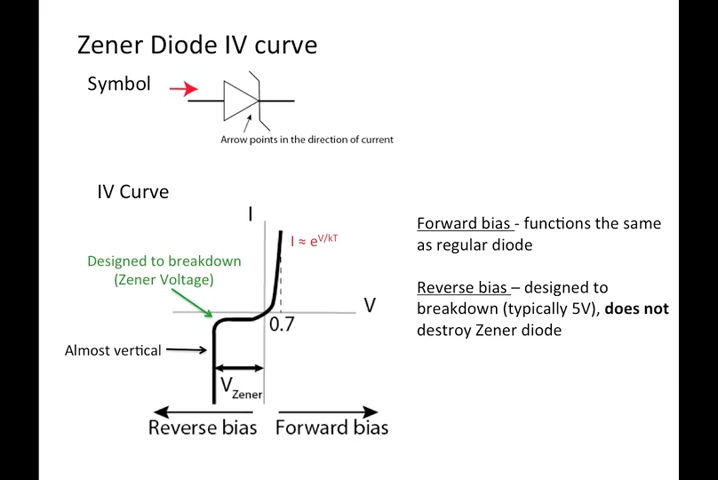 Zener Diode IV curve
Symbol
Arrow points in the direction of current
IV Curve
I
I ≈ e^V/kT
Designed to breakdown
(Zener Voltage)
V
0.7
Almost vertical
V_Zener
Reverse bias
Forward bias
Forward bias - functions the same
as regular diode
Reverse bias – designed to
breakdown (typically 5V), does not
destroy Zener diode